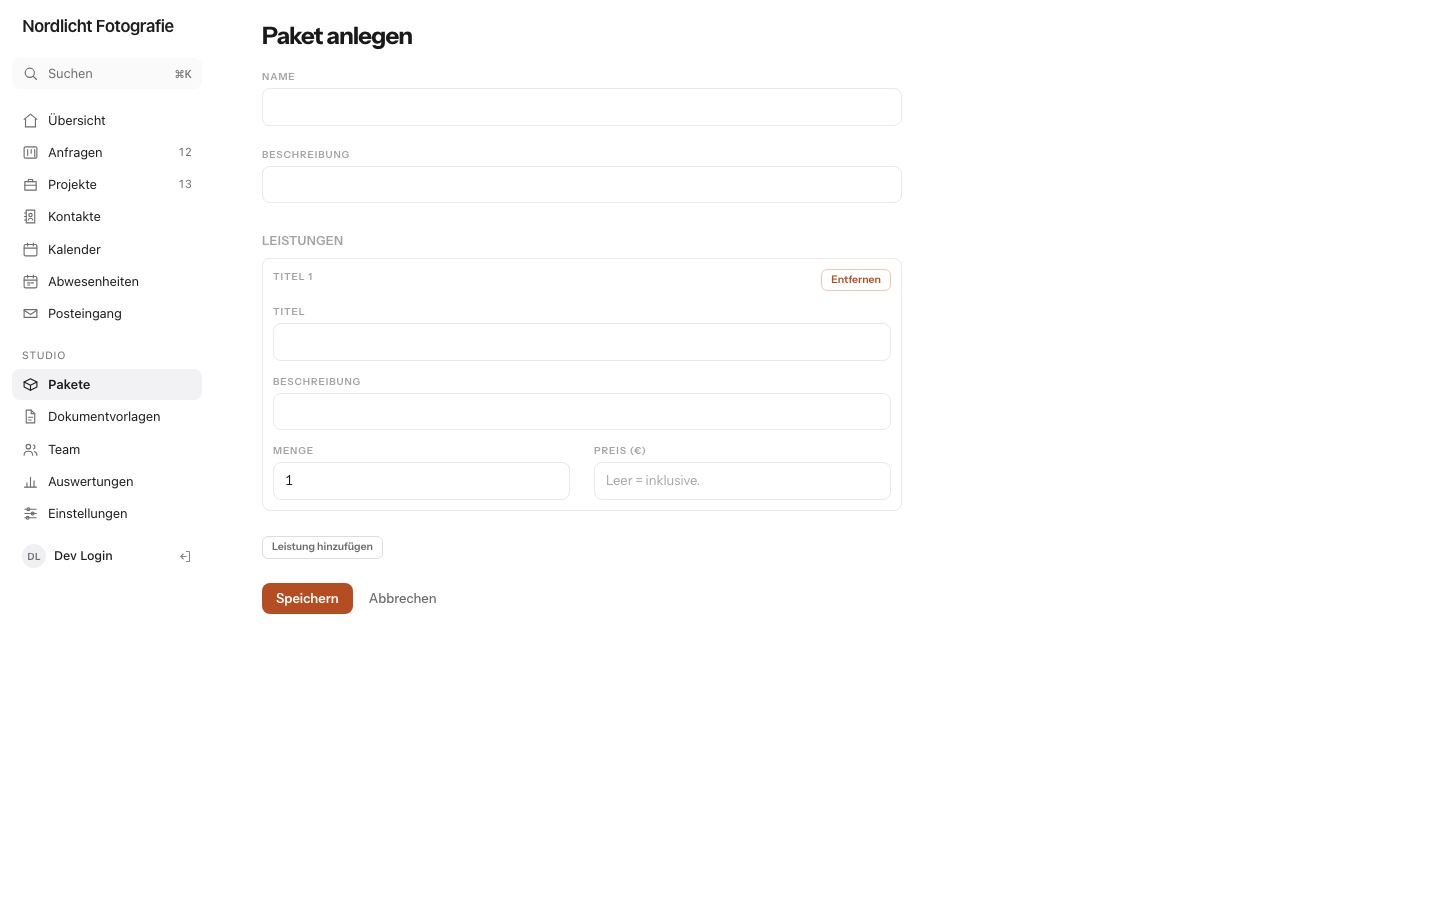 Nordlicht Fotografie
Suchen ⌘K
Übersicht
Anfragen 12
Projekte 13
Kontakte
Kalender
Abwesenheiten
Posteingang
STUDIO
Pakete
Dokumentvorlagen
Team
Auswertungen
Einstellungen
DL Dev Login
Paket anlegen
NAME
BESCHREIBUNG
LEISTUNGEN
TITEL 1 Entfernen
TITEL
BESCHREIBUNG
MENGE PREIS (€)
1 Leer = inklusive.
Leistung hinzufügen
Speichern Abbrechen